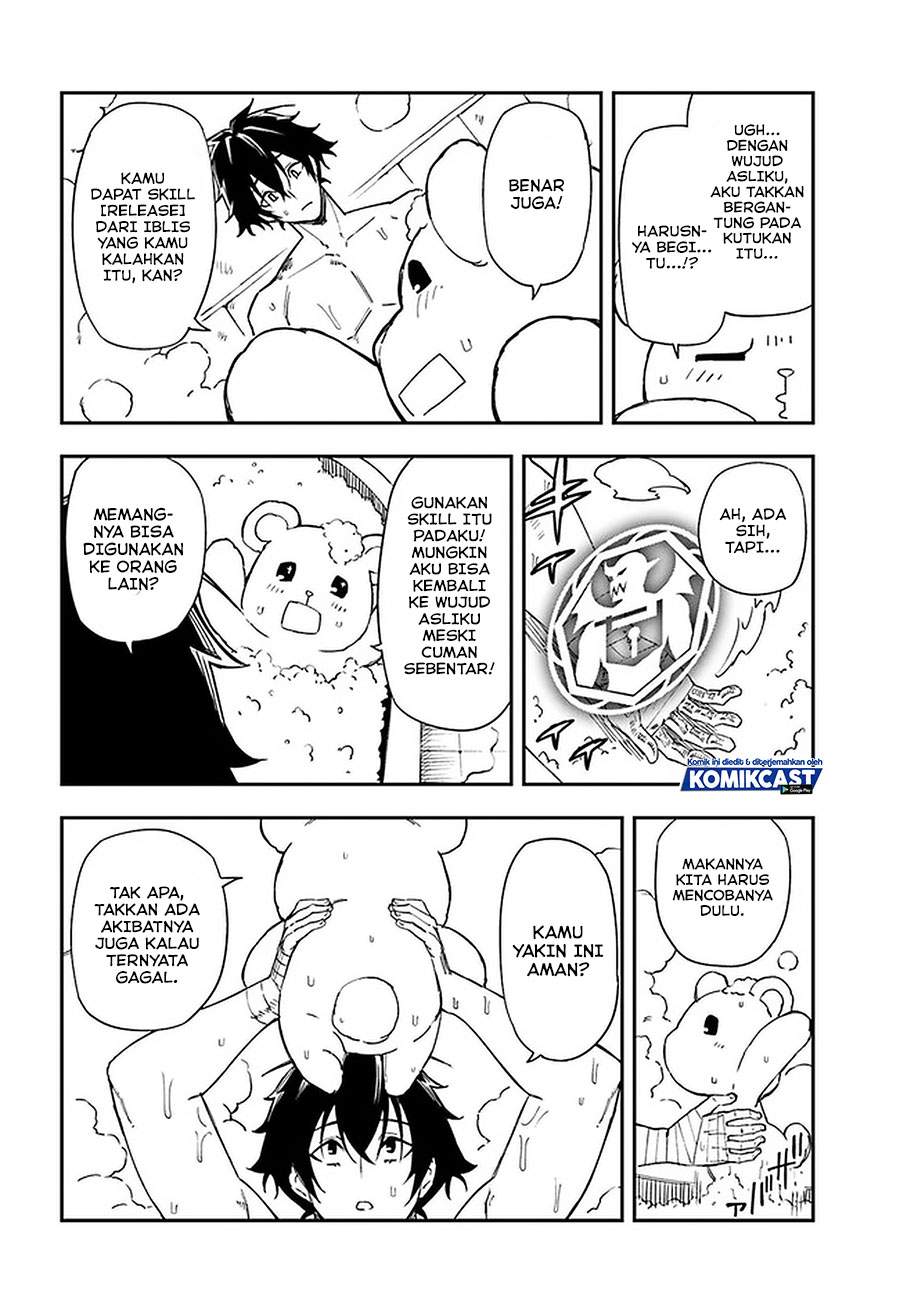 UGH...
DENGAN
WUJUD
ASLIKU,
AKU TAKKAN
BERGAN-
TUNG PADA
KUTUKAN
ITU...
HARUSN-
YA BEGI...
TU...!?
BENAR
JUGA!
KAMU
DAPAT SKILL
[RELEASE]
DARI IBLIS
YANG KAMU
KALAHKAN
ITU, KAN?
AH, ADA
SIH,
TAPI...
GUNAKAN
SKILL ITU
PADAKU!
MUNGKIN
AKU BISA
KEMBALI
KE WUJUD
ASLIKU
MESKI
CUMAN
SEBENTAR!
MEMANG-
NYA BISA
DIGUNAKAN
KE ORANG
LAIN?
Komik ini diedit & diterjemahkan oleh
KOMIKCAST
Google Play
MAKANNYA
KITA HARUS
MENCOBANYA
DULU.
KAMU
YAKIN INI
AMAN?
TAK APA,
TAKKAN ADA
AKIBATNYA
JUGA KALAU
TERNYATA
GAGAL.